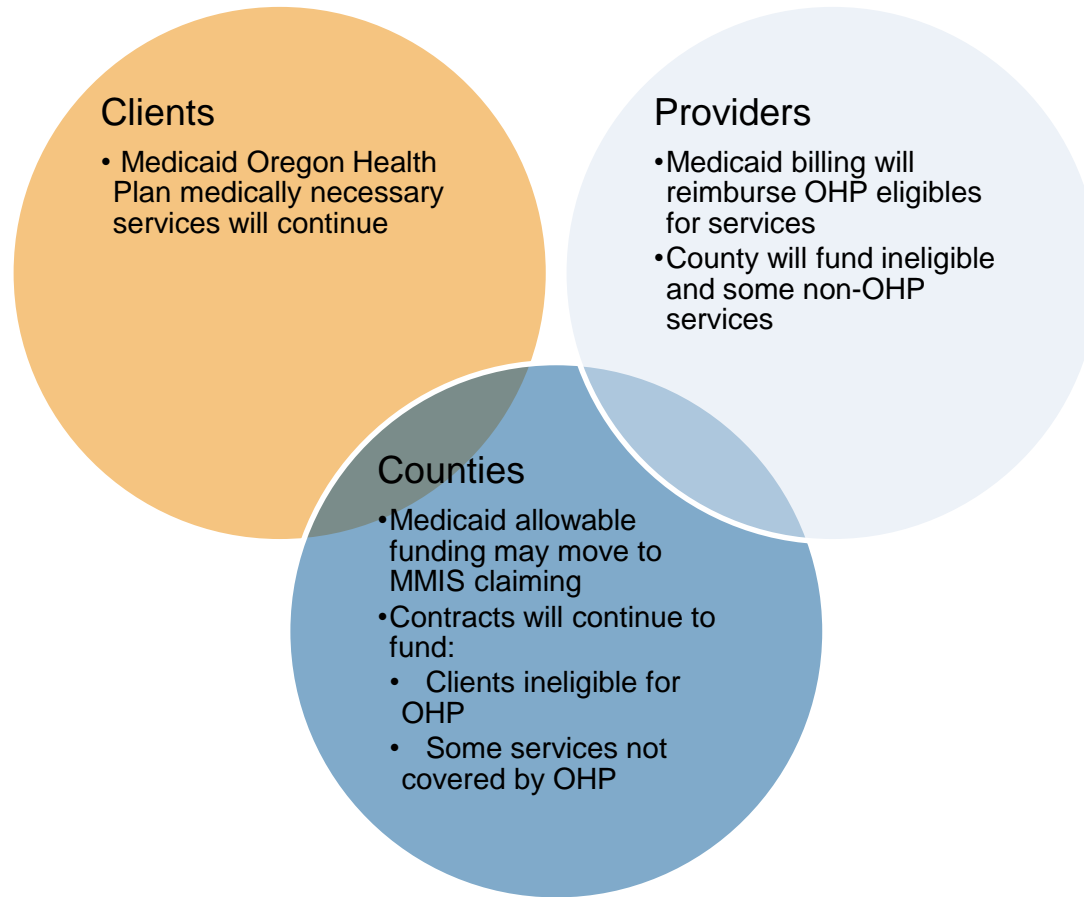 Clients
• Medicaid Oregon Health
Plan medically necessary
services will continue
Providers
•Medicaid billing will
reimburse OHP eligibles
for services
•County will fund ineligible
and some non-OHP
services
Counties
•Medicaid allowable
funding may move to
MMIS claiming
•Contracts will continue to
fund:
• Clients ineligible for
OHP
• Some services not
covered by OHP